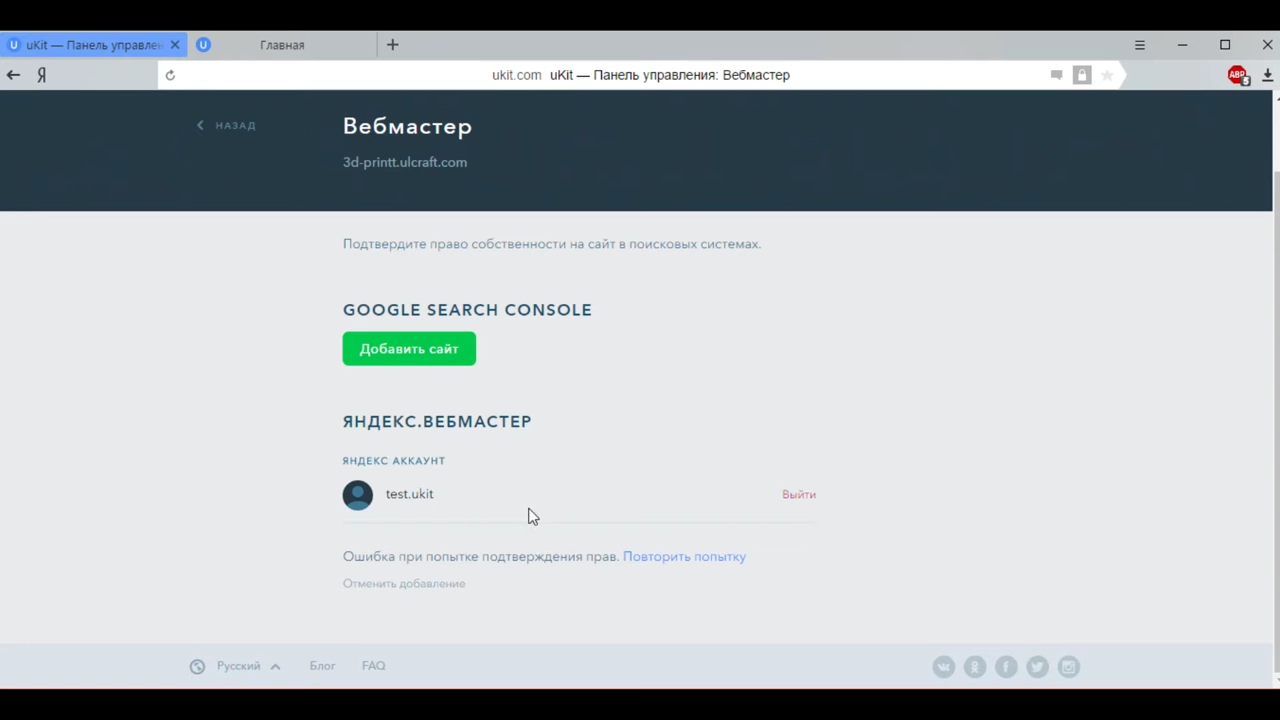 uKit — Панель управлен
Главная
Я
ukit.com uKit — Панель управления: Вебмастер
ABP
НАЗАД
Вебмастер
3d-printt.ulcraft.com
Подтвердите право собственности на сайт в поисковых системах.
GOOGLE SEARCH CONSOLE
Добавить сайт
ЯНДЕКС.ВЕБМАСТЕР
ЯНДЕКС АККАУНТ
test.ukit
Выйти
Ошибка при попытке подтверждения прав. Повторить попытку
Отменить добавление
Русский
Блог
FAQ